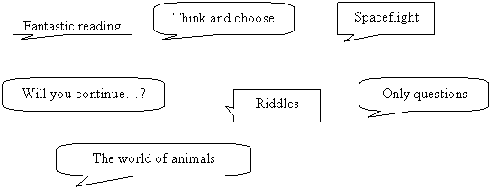 Fantastic reading
Think and choose
Spaceflight
Will you continue…?
Riddles
Only questions
The world of animals